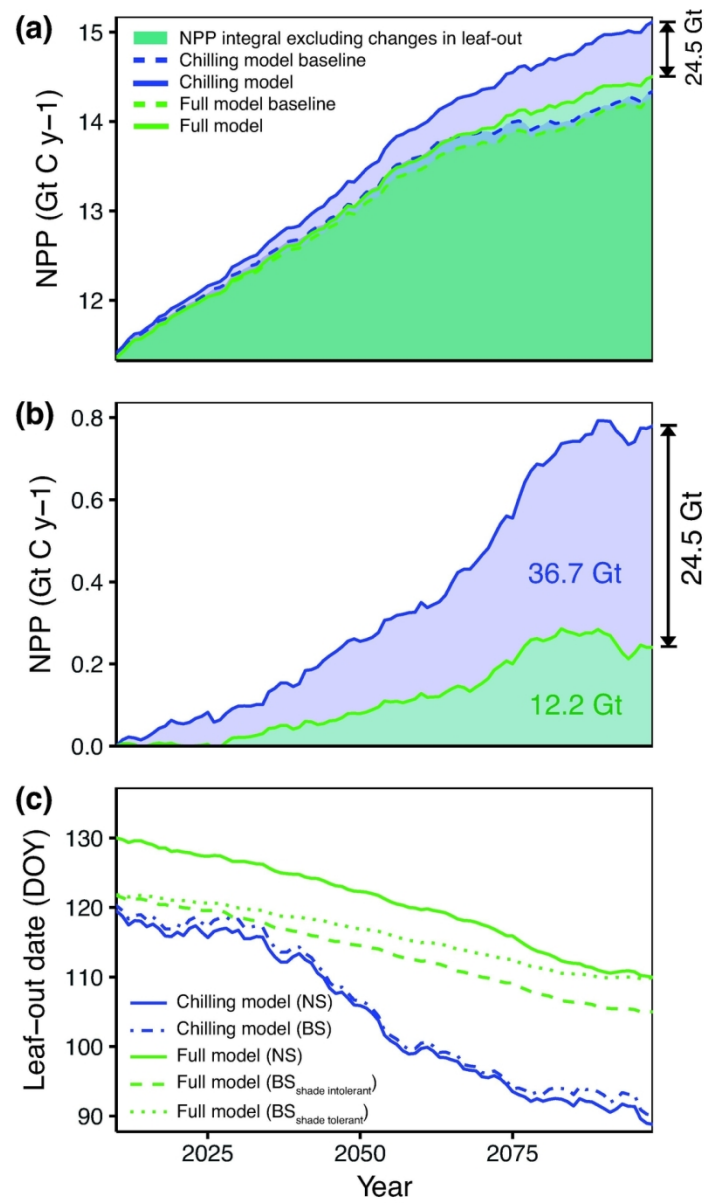 (a)
NPP (Gt C y−1)
15
14
13
12
NPP integral excluding changes in leaf-out
Chilling model baseline
Chilling model
Full model baseline
Full model
24.5 Gt
(b)
NPP (Gt C y−1)
0.8
0.6
0.4
0.2
0.0
36.7 Gt
12.2 Gt
24.5 Gt
(c)
Leaf−out date (DOY)
130
120
110
100
90
Chilling model (NS)
Chilling model (BS)
Full model (NS)
Full model (BS shade intolerant)
Full model (BS shade tolerant)
2025 2050 2075
Year